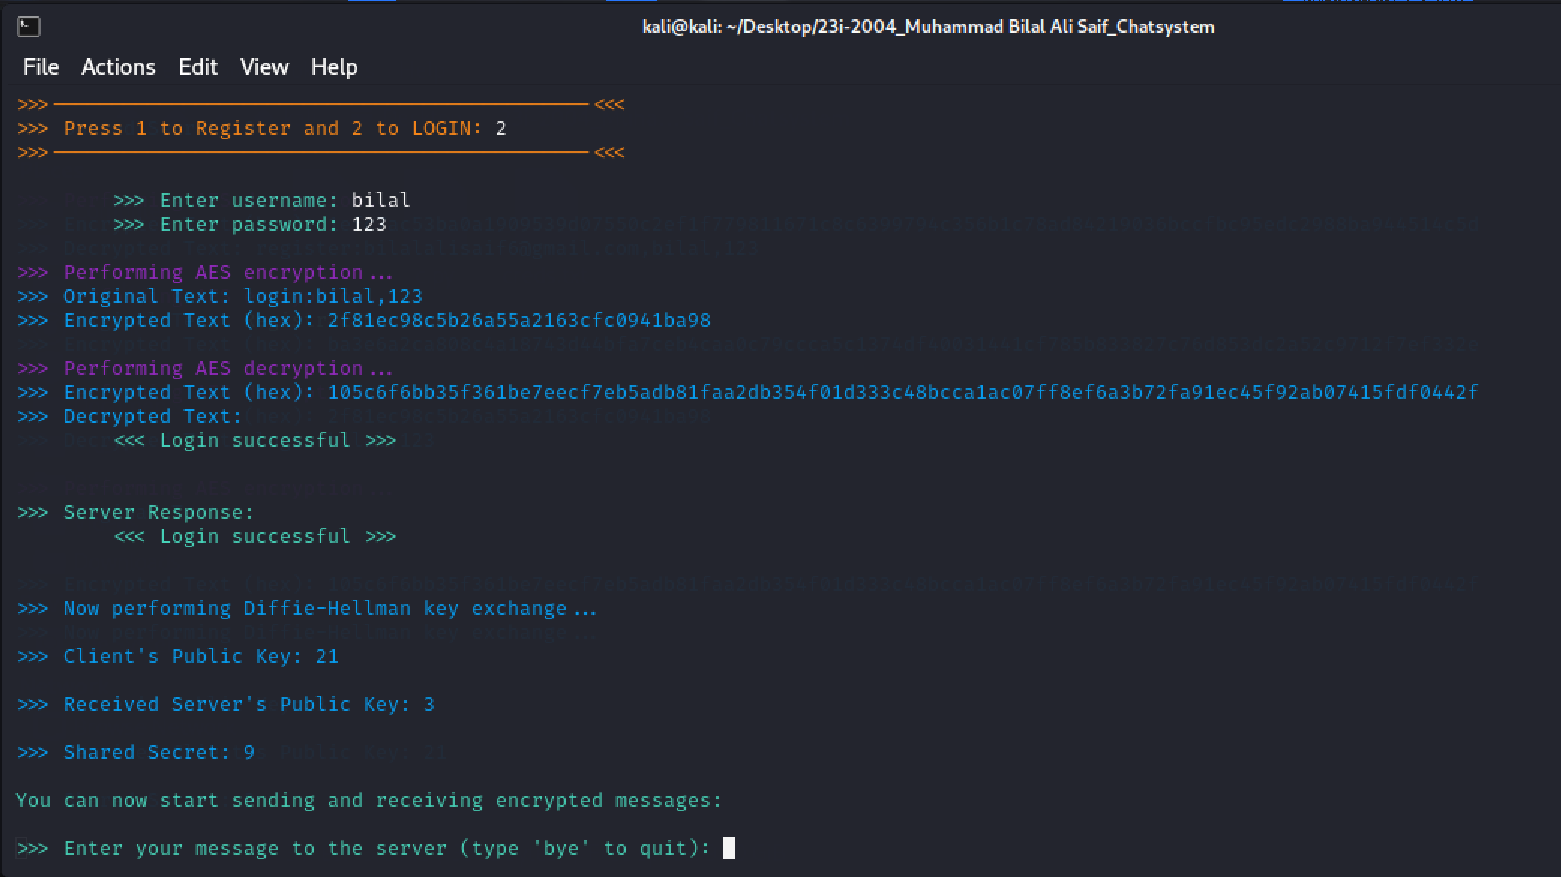 kali@kali: ~/Desktop/23i-2004_Muhammad Bilal Ali Saif_Chatsystem
File Actions Edit View Help
>>>————————————————————<<<
>>> Press 1 to Register and 2 to LOGIN: 2
>>>————————————————————<<<
>>> Enter username: bilal
>>> Enter password: 123
>>> Performing AES encryption...
>>> Original Text: login:bilal,123
>>> Encrypted Text (hex): 2f81ec98c5b26a55a2163cfc0941ba98
>>> Performing AES decryption...
>>> Encrypted Text (hex): 105c6f6bb35f361be7eecf7eb5adb81faa2db354f01d333c48bcca1ac07ff8ef6a3b72fa91ec45f92ab07415fdf0442f
>>> Decrypted Text:
<<< Login successful >>>
>>> Server Response:
<<< Login successful >>>
>>> Now performing Diffie-Hellman key exchange...
>>> Client's Public Key: 21
>>> Received Server's Public Key: 3
>>> Shared Secret: 9
You can now start sending and receiving encrypted messages:
>>> Enter your message to the server (type 'bye' to quit):